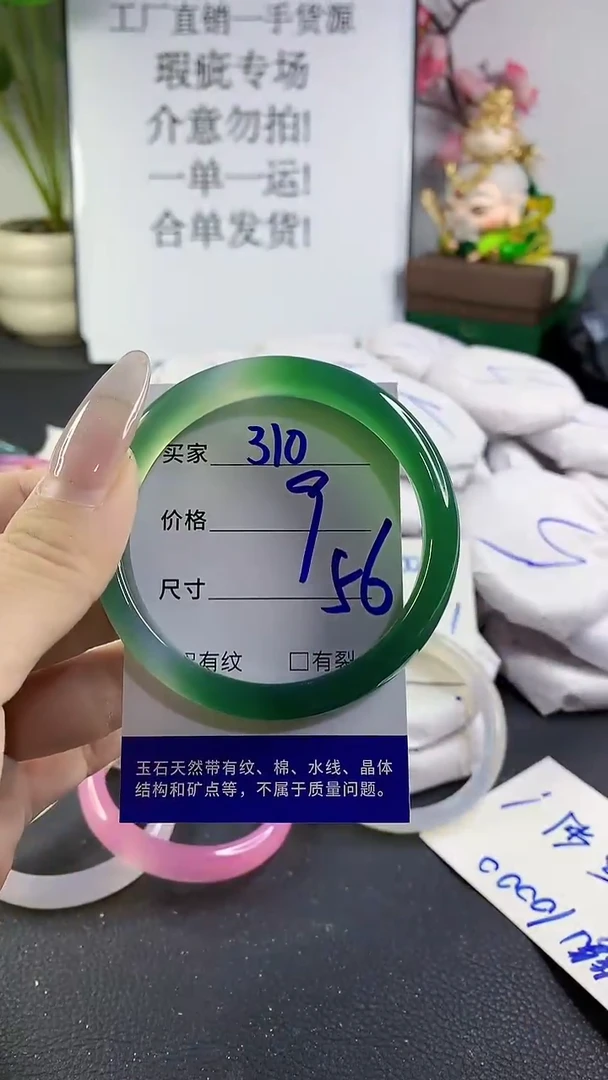 工厂直销一手货源
瑕疵专场
介意勿拍!
一单一运!
合单发货!
买家 310
价格 9
尺寸 56
有纹 □有裂
玉石天然带有纹、棉、水线、晶体
结构和矿点等，不属于质量问题。
10000